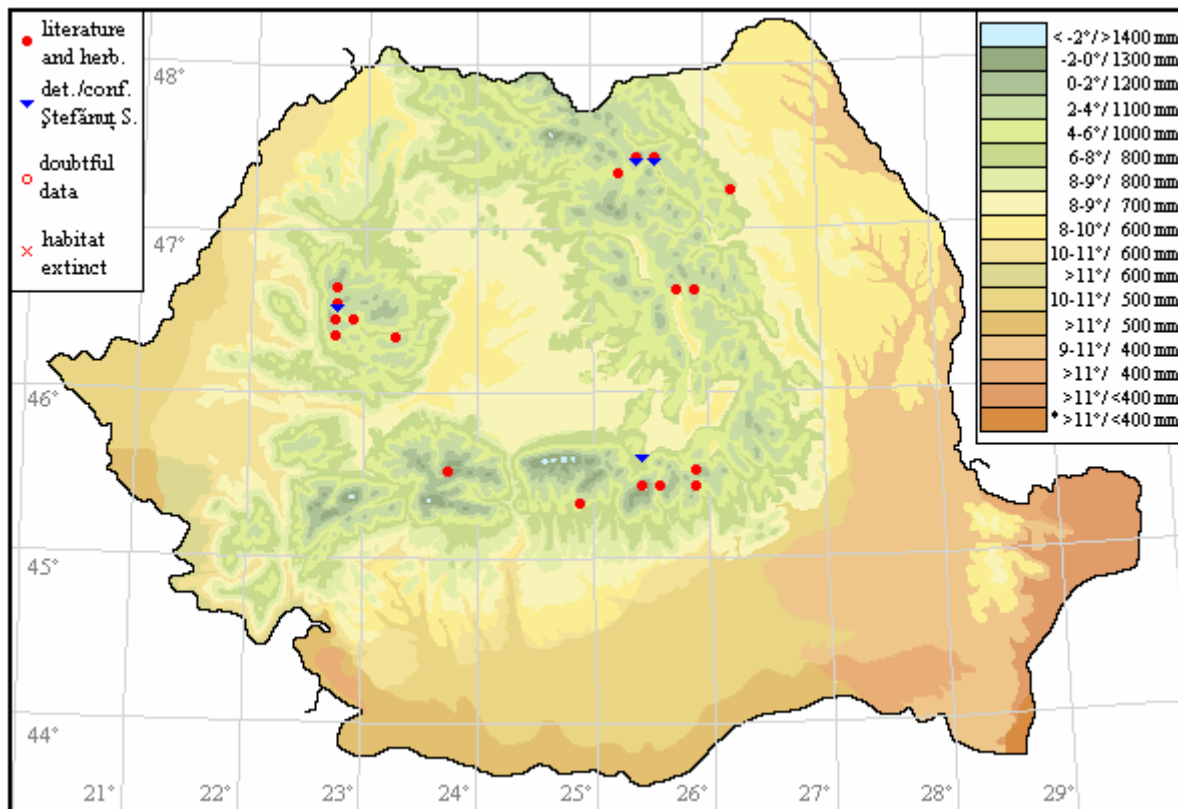 literature
and herb.
det./conf.
Ştefănuţ S.
doubtful
data
habitat
extinct
< -2°/>1400 mm
-2-0°/1300 mm
0-2°/1200 mm
2-4°/1100 mm
4-6°/1000 mm
6-8°/ 800 mm
8-9°/ 800 mm
8-9°/ 700 mm
8-10°/ 600 mm
10-11°/ 600 mm
>11°/ 600 mm
10-11°/ 500 mm
>11°/ 500 mm
9-11°/ 400 mm
>11°/ 400 mm
>11°/<400 mm
* >11°/<400 mm
48°
47°
46°
45°
44°
21°
22°
23°
24°
25°
26°
27°
28°
29°